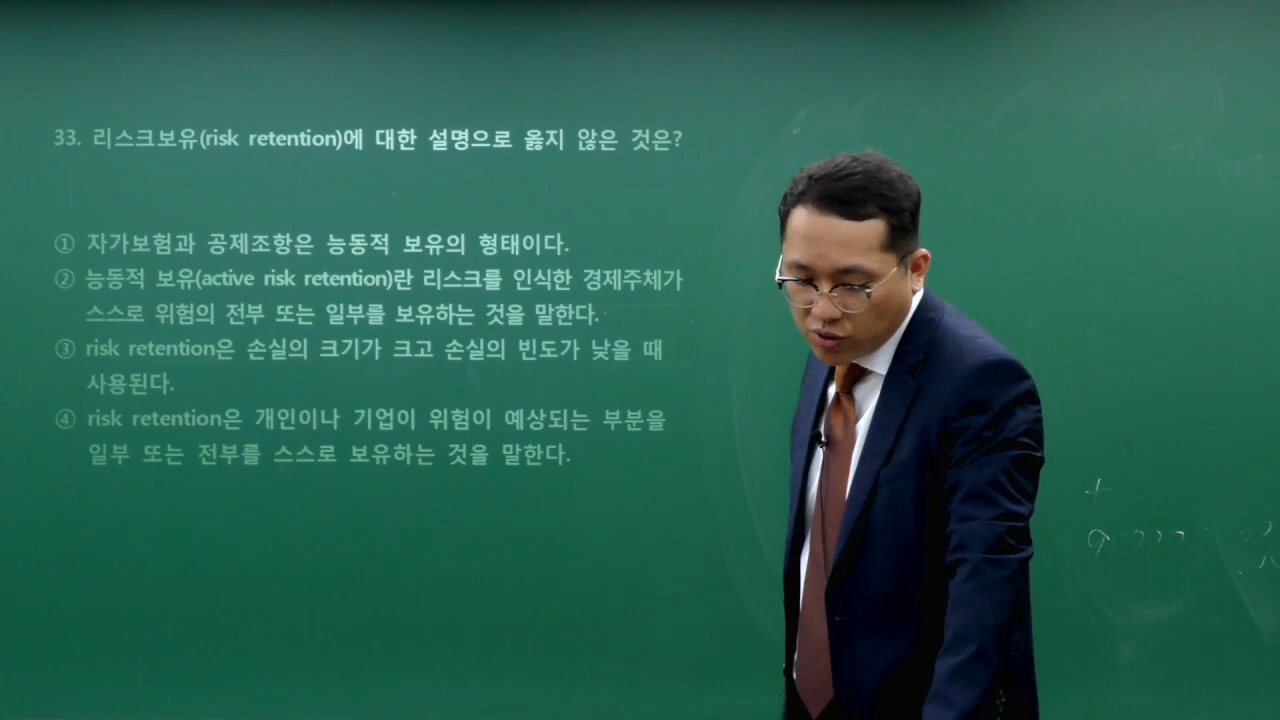 33. 리스크보유(risk retention)에 대한 설명으로 옳지 않은 것은?
① 자가보험과 공제조항은 능동적 보유의 형태이다.
② 능동적 보유(active risk retention)란 리스크를 인식한 경제주체가
스스로 위험의 전부 또는 일부를 보유하는 것을 말한다.
③ risk retention은 손실의 크기가 크고 손실의 빈도가 낮을 때
사용된다.
④ risk retention은 개인이나 기업이 위험이 예상되는 부분을
일부 또는 전부를 스스로 보유하는 것을 말한다.